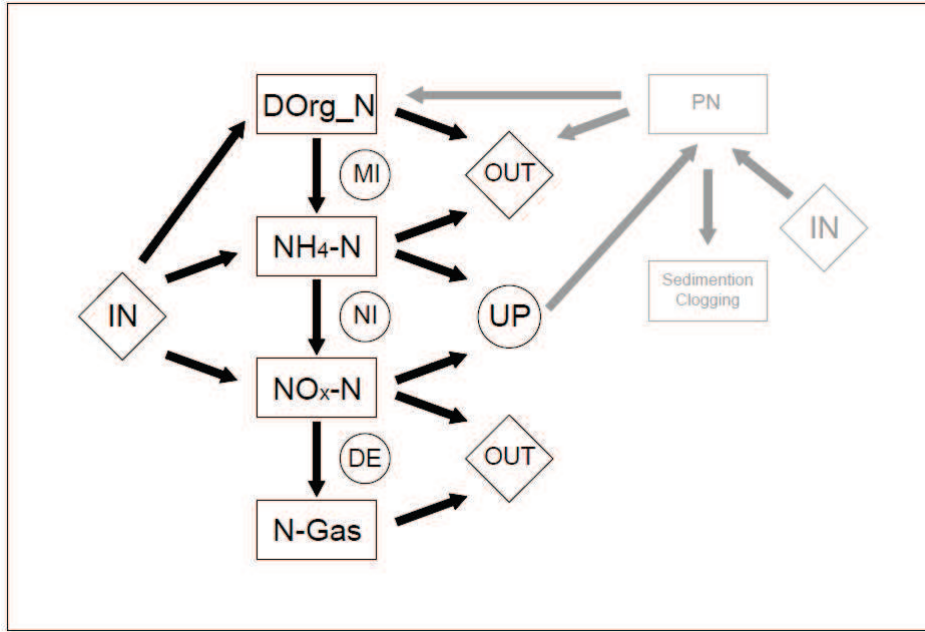 DOrg_N
PN
MI
OUT
NH₄-N
IN
Sedimention
Clogging
IN
NI
UP
NOₓ-N
DE
OUT
N-Gas